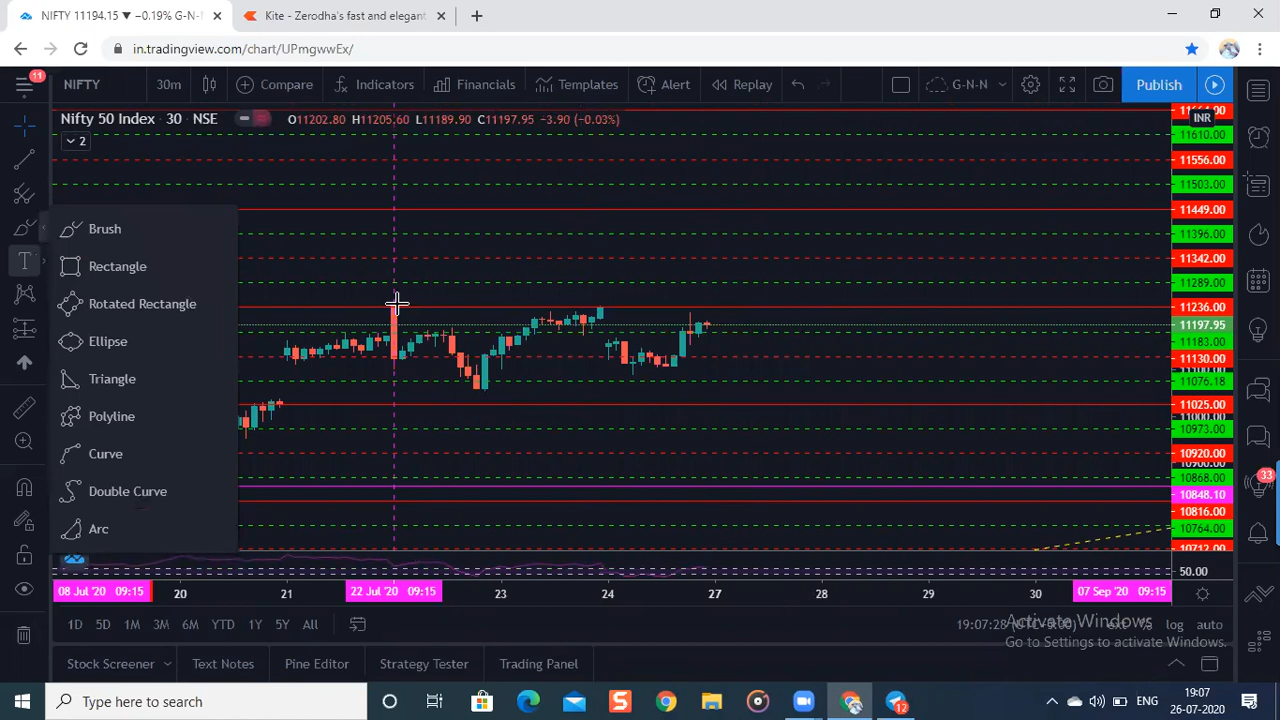 NIFTY 11194.15 ▼ −0.19% G-N-
Kite - Zerodha's fast and elegant
in.tradingview.com/chart/UPmgwwEx/
11
NIFTY
30m
Compare
Indicators
Financials
Templates
Alert
Replay
G-N-N
Publish
Nifty 50 Index · 30 · NSE
O11202.80 H11205.60 L11189.90 C11197.95 −3.90 (−0.03%)
2
INR
11610.00
11556.00
11503.00
11449.00
11396.00
11342.00
11289.00
11236.00
11197.95
11183.00
11130.00
11076.18
11025.00
10973.00
10920.00
10868.00
10848.10
10816.00
10764.00
10712.00
50.00
Brush
Rectangle
Rotated Rectangle
Ellipse
Triangle
Polyline
Curve
Double Curve
Arc
33
08 Jul '20 09:15
20
21
22 Jul '20 09:15
23
24
27
28
29
30
07 Sep '20 09:15
1D
5D
1M
3M
6M
YTD
1Y
5Y
All
19:07:28
log
auto
Activate Windows
Go to Settings to activate Windows.
Stock Screener
Text Notes
Pine Editor
Strategy Tester
Trading Panel
Type here to search
12
ENG
19:07
26-07-2020